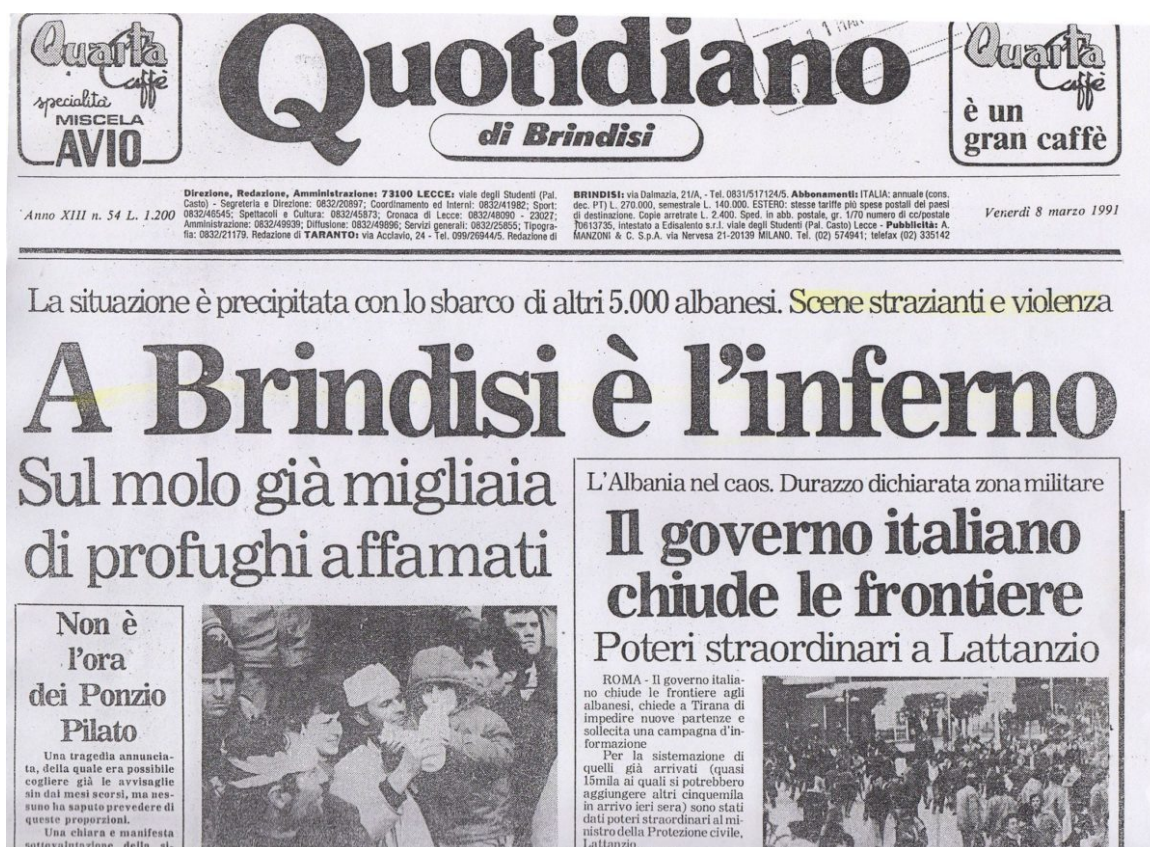 Quarta
Caffè
specialità
MISCELA
AVIO
Quotidiano
di Brindisi
Quarta
Caffè
è un
gran caffè
Anno XIII n. 54 L. 1.200
Direzione, Redazione, Amministrazione: 73100 LECCE: viale degli Studenti (Pal.
Casto) - Segreteria e Direzione: 0832/20897; Coordinamento ed Interni: 0832/41982; Sport:
0832/46545; Spettacoli e Cultura: 0832/45873; Cronaca di Lecce: 0832/48090 - 23027;
Amministrazione: 0832/49939; Diffusione: 0832/49896; Servizi generali: 0832/25855; Tipogra-
fia: 0832/21179. Redazione di TARANTO: via Acclavio, 24 - Tel. 099/26944/5. Redazione di
BRINDISI: via Dalmazia, 21/A, - Tel. 0831/517124/5. Abbonamenti: ITALIA: annuale (cons.
dec. PT) L. 270.000, semestrale L. 140.000. ESTERO: stesse tariffe più spese postali del paesi
di destinazione. Copie arretrate L. 2.400. Sped. in abb. postale, gr. 1/70 numero di cc/postale
10613735, intestato a Edisalento s.r.l. viale degli Studenti (Pal. Casto) Lecce - Pubblicità: A.
MANZONI & C. S.p.A. via Nervesa 21-20139 MILANO. Tel. (02) 574941; telefax (02) 335142
Venerdì 8 marzo 1991
La situazione è precipitata con lo sbarco di altri 5.000 albanesi. Scene strazianti e violenza
A Brindisi è l'inferno
Sul molo già migliaia
di profughi affamati
Non è
l'ora
dei Ponzio
Pilato
Una tragedia annuncia-
ta, della quale era possibile
cogliere già le avvisaglie
sin dai mesi scorsi, ma nes-
suno ha saputo prevedere di
queste proporzioni.
Una chiara e manifesta
sottovalutazione della si-
L'Albania nel caos. Durazzo dichiarata zona militare
Il governo italiano
chiude le frontiere
Poteri straordinari a Lattanzio
ROMA - Il governo italia-
no chiude le frontiere agli
albanesi, chiede a Tirana di
impedire nuove partenze e
sollecita una campagna d'in-
formazione
Per la sistemazione di
quelli già arrivati (quasi
15mila ai quali si potrebbero
aggiungere altri cinquemila
in arrivo ieri sera) sono stati
dati poteri straordinari al mi-
nistro della Protezione civile,
Lattanzio